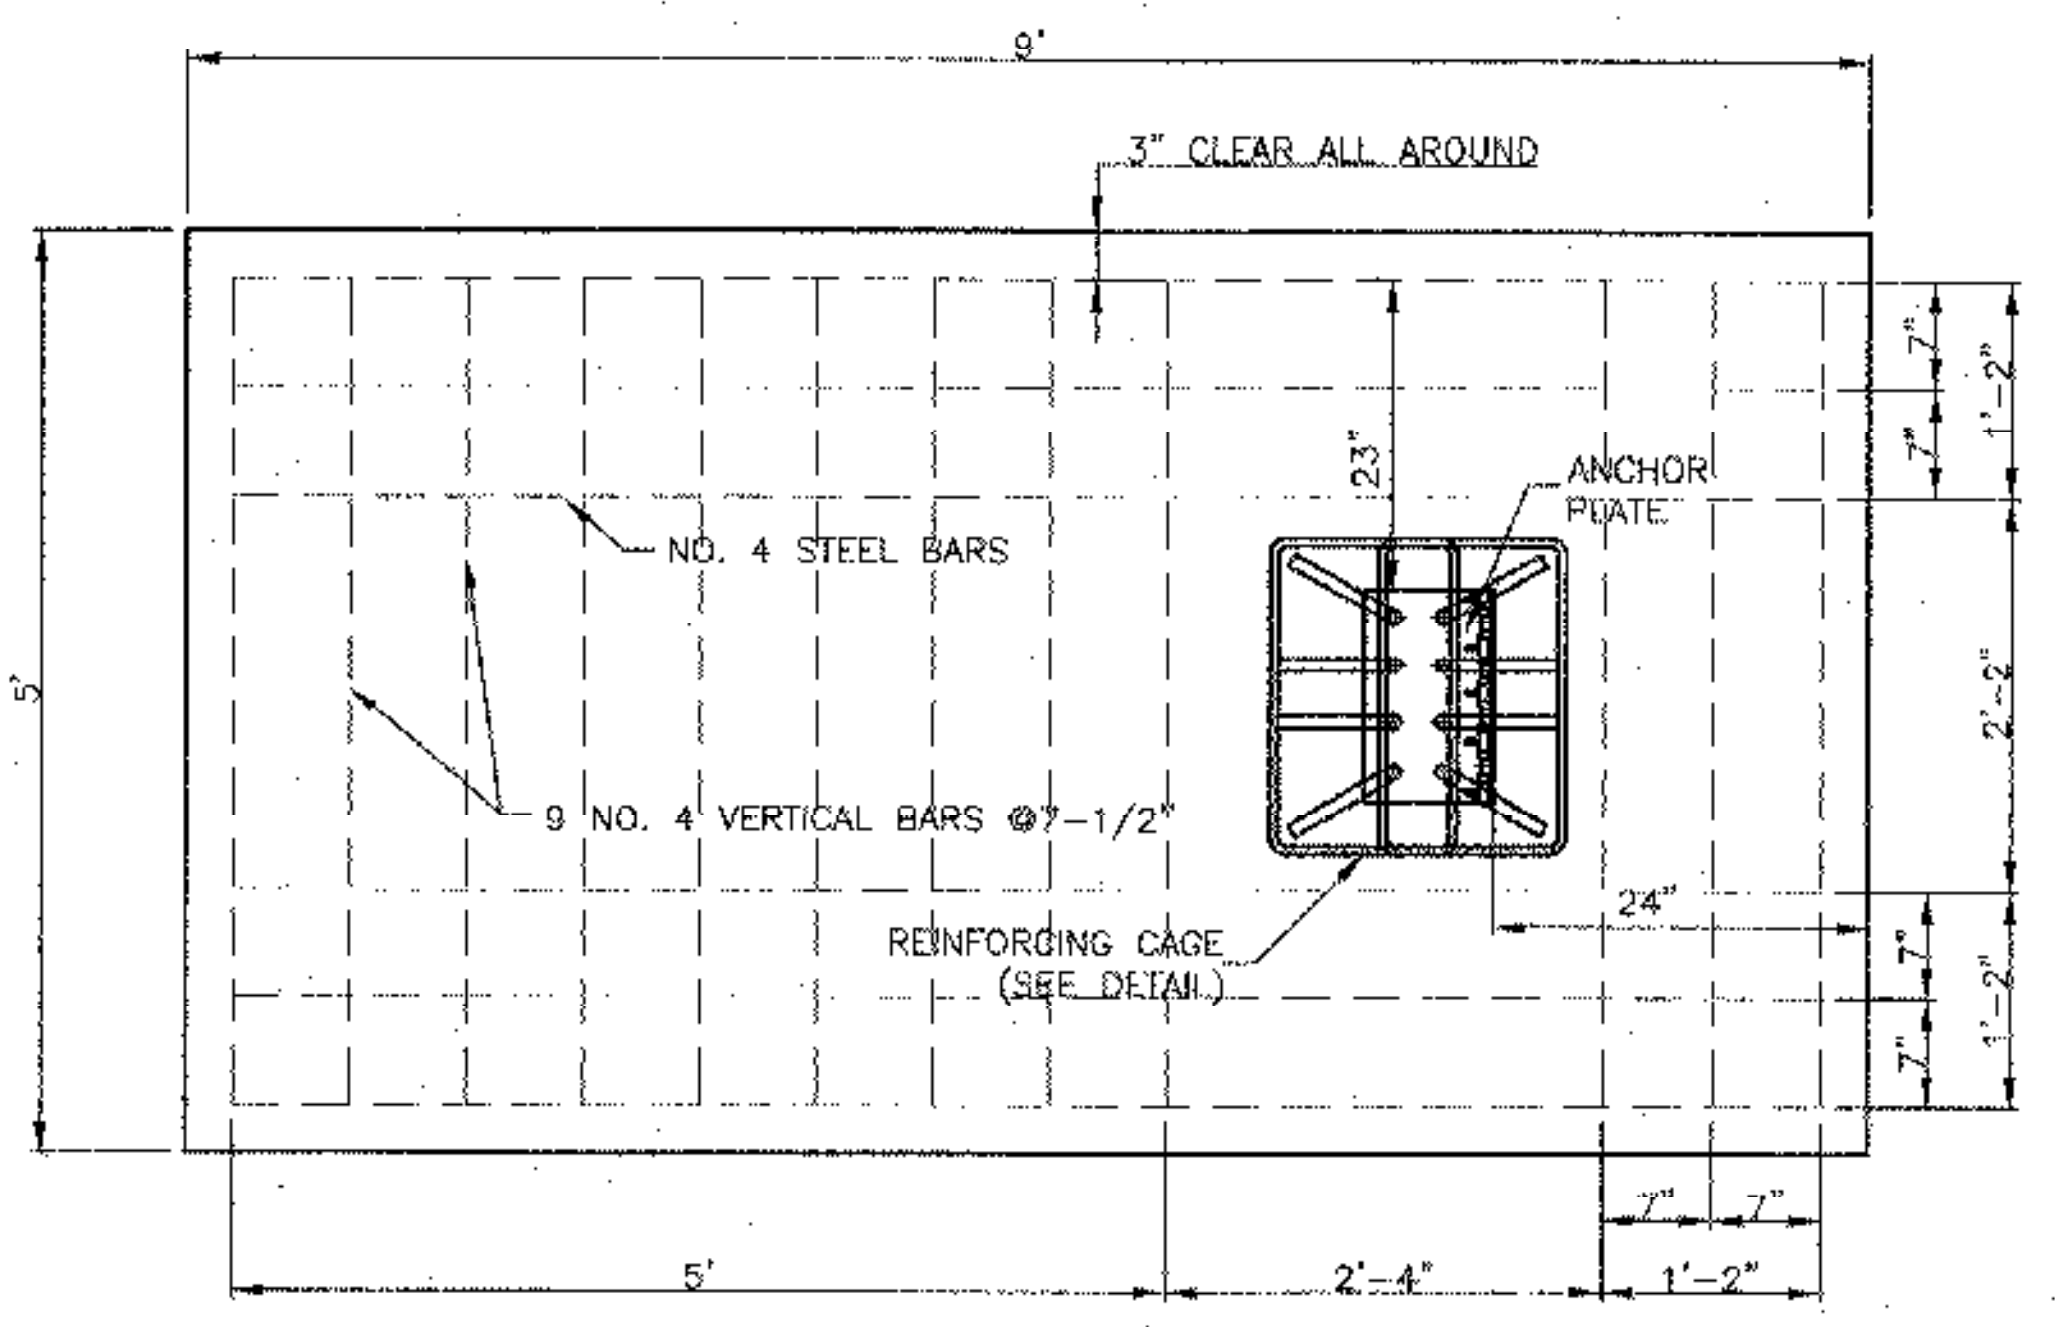 9'
3" CLEAR ALL AROUND
7"
1'-2"
7"
23"
ANCHOR
PLATE
NO. 4 STEEL BARS
5'
2'-2"
9 NO. 4 VERTICAL BARS @7-1/2"
24"
REINFORCING CAGE
(SEE DETAIL)
7"
1'-2"
7"
7" 7"
5' 2'-4" 1'-2"